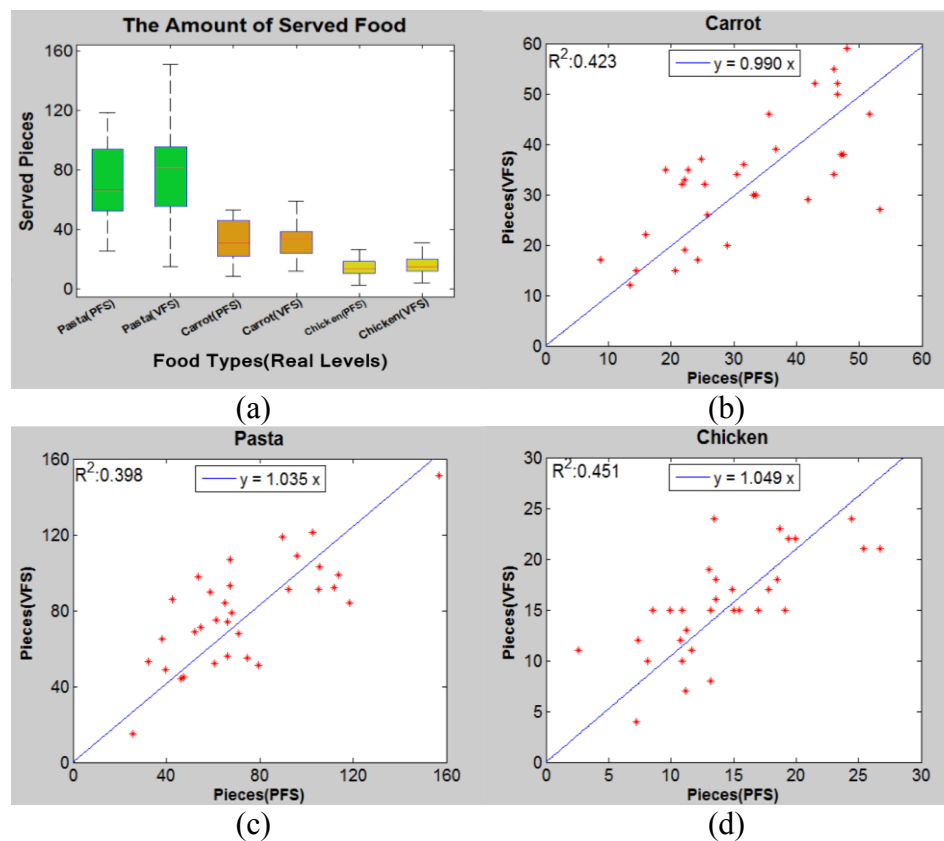 The Amount of Served Food
160
120
80
40
0
Served Pieces
Pasta(PFS)
Pasta(VFS)
Carrot(PFS)
Carrot(VFS)
Chicken(PFS)
Chicken(VFS)
Food Types(Real Levels)
(a)
Carrot
R²:0.423
y = 0.990 x
60
50
40
30
20
10
0
Pieces(VFS)
0 10 20 30 40 50 60
Pieces(PFS)
(b)
Pasta
R²:0.398
y = 1.035 x
160
120
80
40
0
Pieces(VFS)
0 40 80 120 160
Pieces(PFS)
(c)
Chicken
R²:0.451
y = 1.049 x
30
25
20
15
10
5
0
Pieces(VFS)
0 5 10 15 20 25 30
Pieces(PFS)
(d)